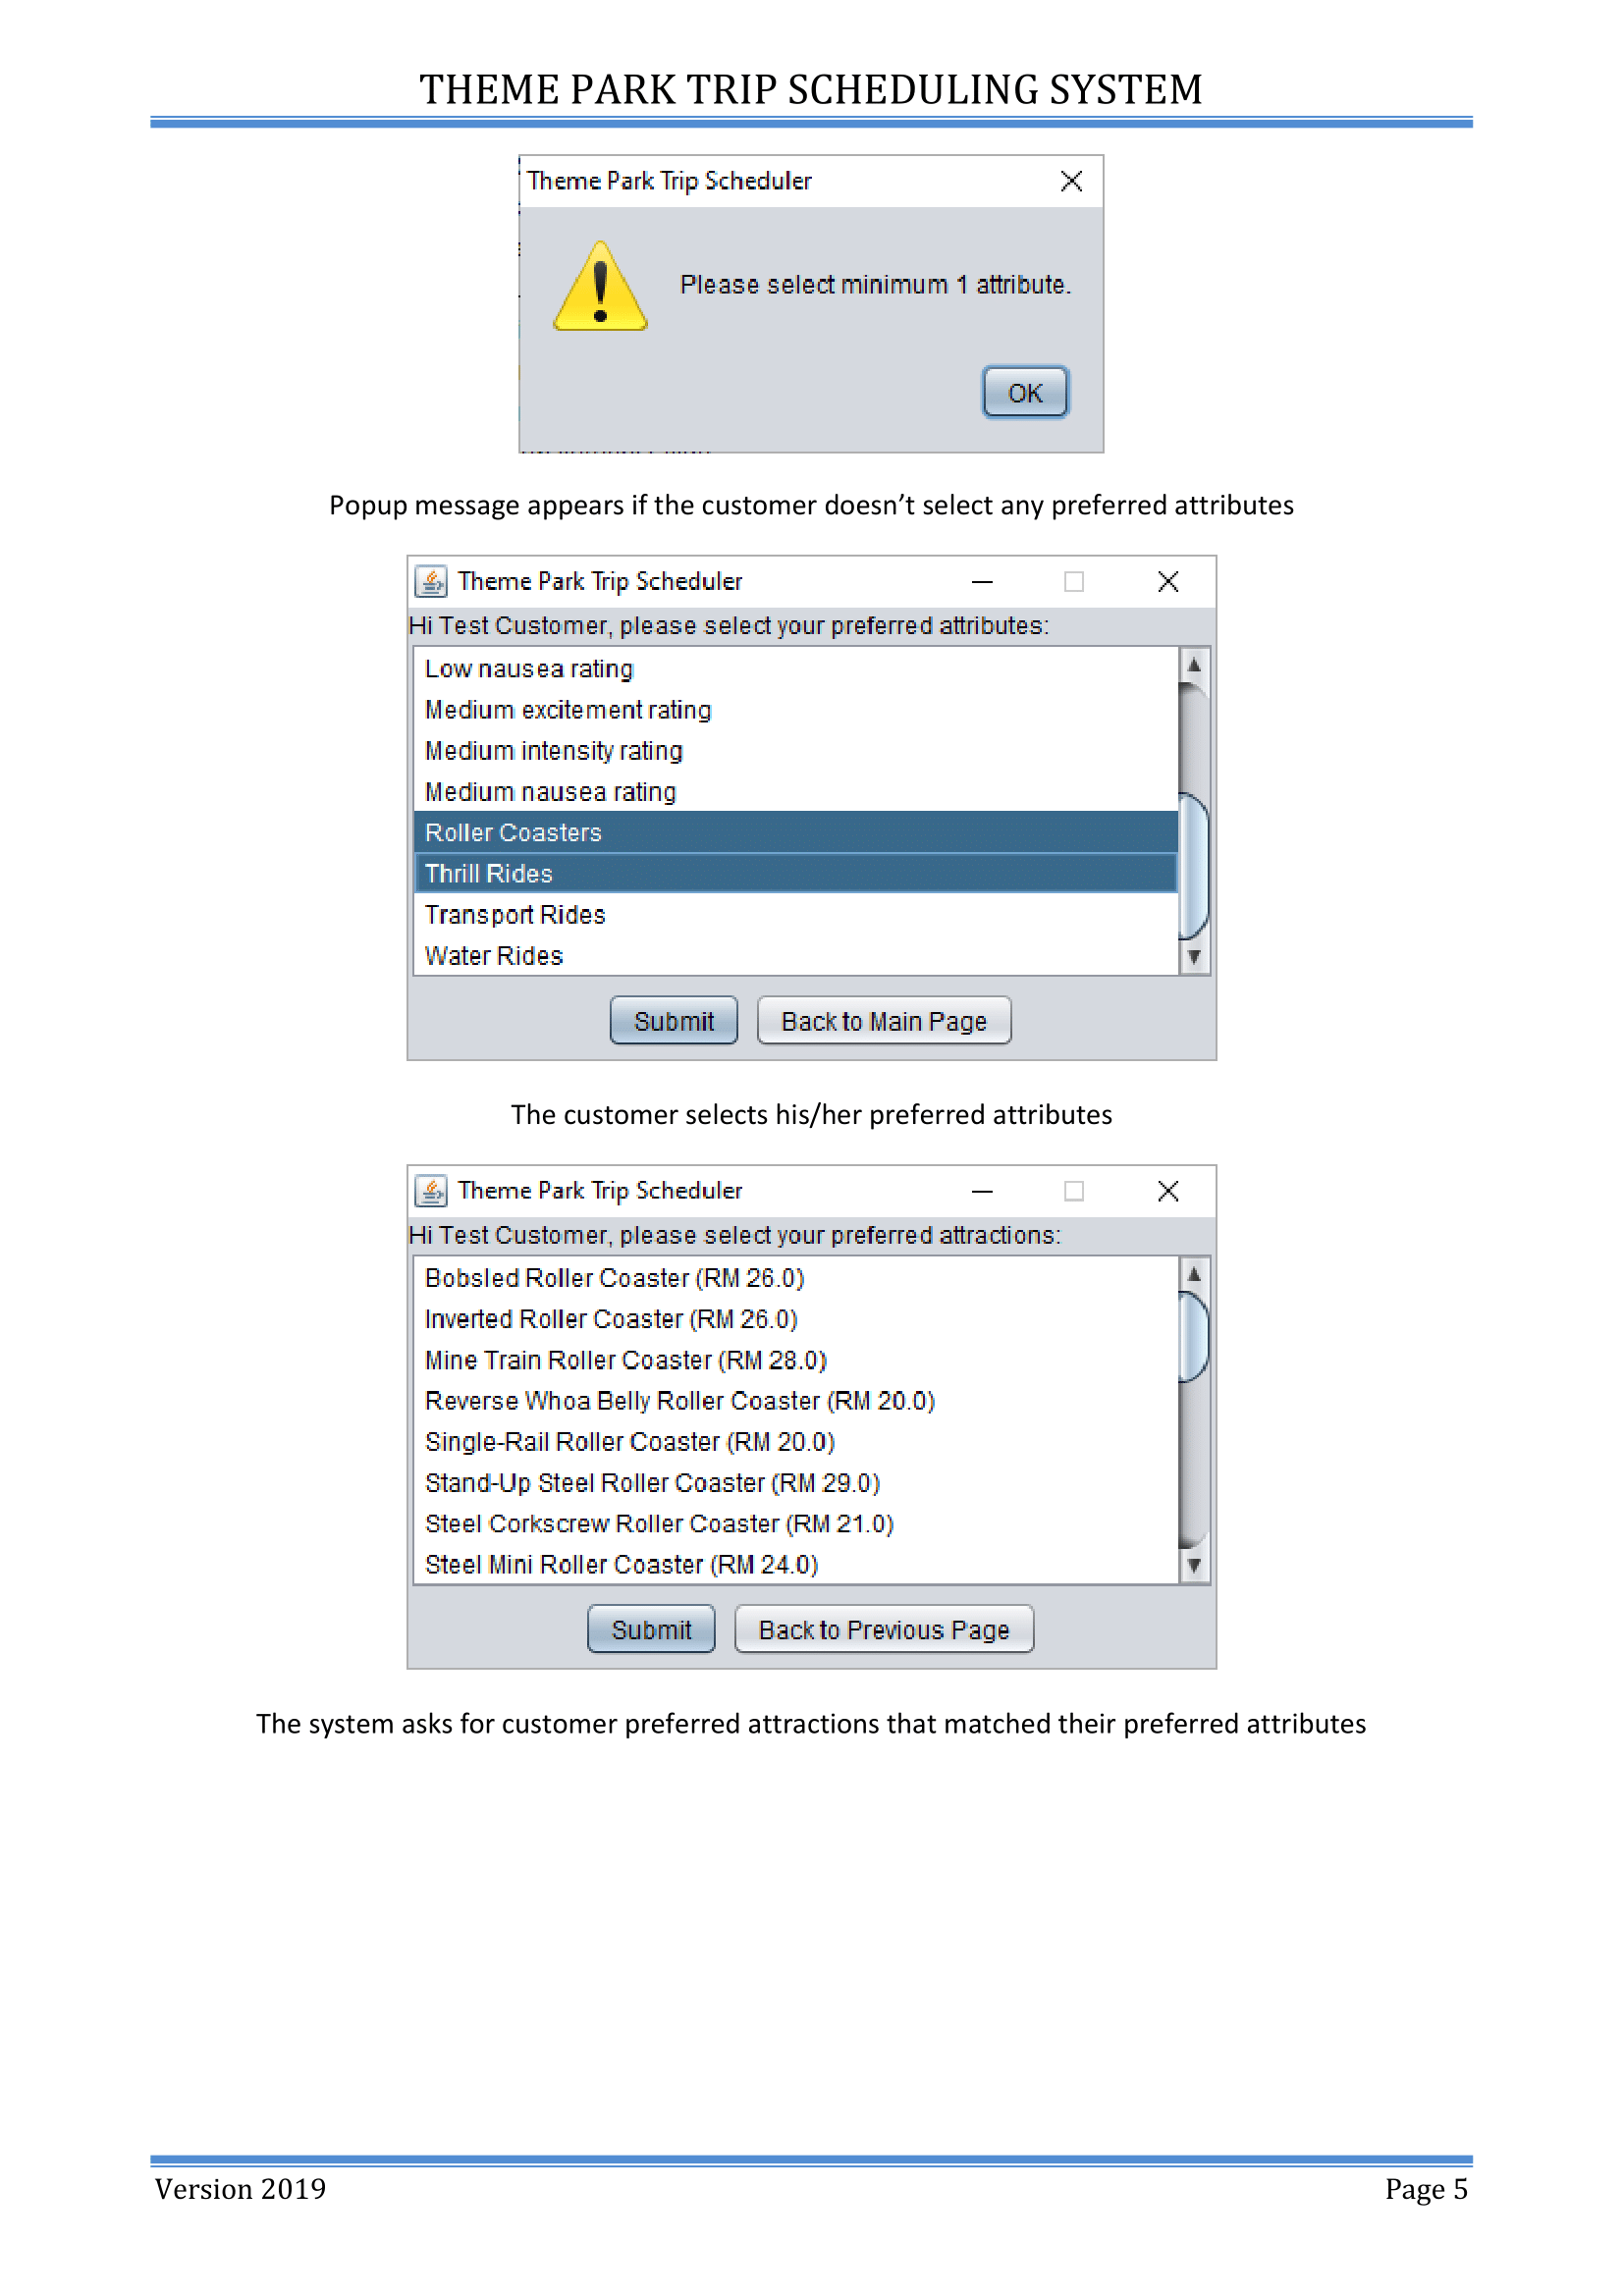 THEME PARK TRIP SCHEDULING SYSTEM
Theme Park Trip Scheduler
Please select minimum 1 attribute.
OK
Popup message appears if the customer doesn’t select any preferred attributes
Theme Park Trip Scheduler
Hi Test Customer, please select your preferred attributes:
Low nausea rating
Medium excitement rating
Medium intensity rating
Medium nausea rating
Roller Coasters
Thrill Rides
Transport Rides
Water Rides
Submit Back to Main Page
The customer selects his/her preferred attributes
Theme Park Trip Scheduler
Hi Test Customer, please select your preferred attractions:
Bobsled Roller Coaster (RM 26.0)
Inverted Roller Coaster (RM 26.0)
Mine Train Roller Coaster (RM 28.0)
Reverse Whoa Belly Roller Coaster (RM 20.0)
Single-Rail Roller Coaster (RM 20.0)
Stand-Up Steel Roller Coaster (RM 29.0)
Steel Corkscrew Roller Coaster (RM 21.0)
Steel Mini Roller Coaster (RM 24.0)
Submit Back to Previous Page
The system asks for customer preferred attractions that matched their preferred attributes
Version 2019 Page 5